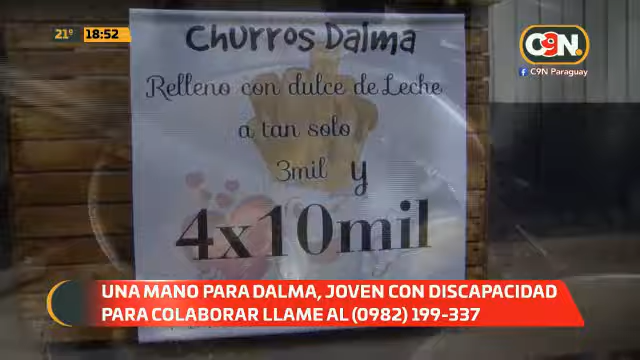 21°
18:52
C9N.
C9N Paraguay
Churros Dalma
Relleno con dulce de Leche
a tan solo
3mil y
4x10mil
UNA MANO PARA DALMA, JOVEN CON DISCAPACIDAD
PARA COLABORAR LLAME AL (0982) 199-337